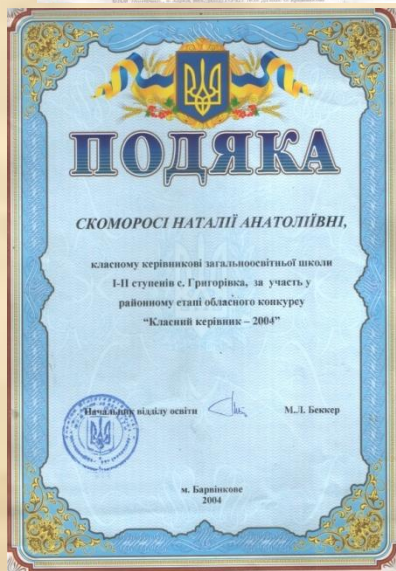 ПОДЯКА
СКОМОРОСІ НАТАЛІЇ АНАТОЛІЇВНІ,
класному керівникові загальноосвітньої школи
І-ІІ ступенів с. Григорівка, за участь у
районному етапі обласного конкурсу
“Класний керівник – 2004”
Начальник відділу освіти М.Л. Беккер
м. Барвінкове
2004